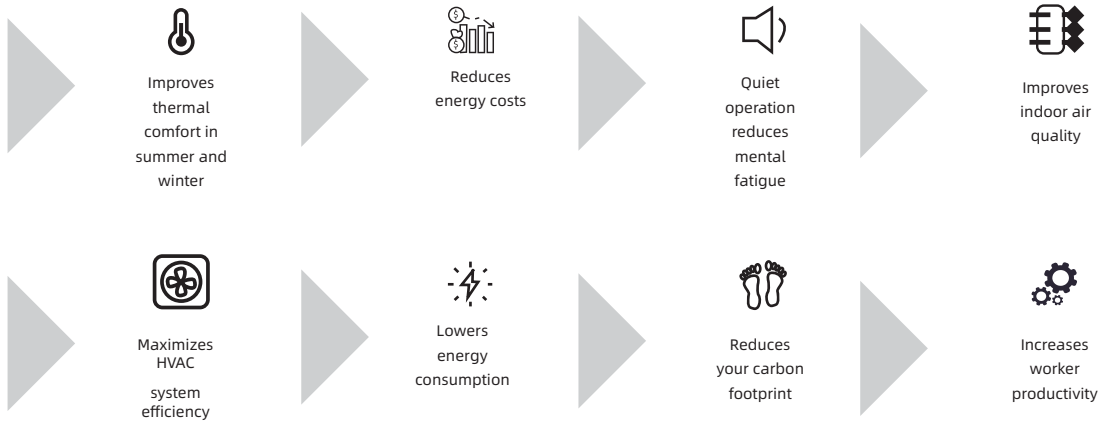 Improves
thermal
comfort in
summer and
winter
Reduces
energy costs
Quiet
operation
reduces
mental
fatigue
Improves
indoor air
quality
Maximizes
HVAC
system
efficiency
Lowers
energy
consumption
Reduces
your carbon
footprint
Increases
worker
productivity